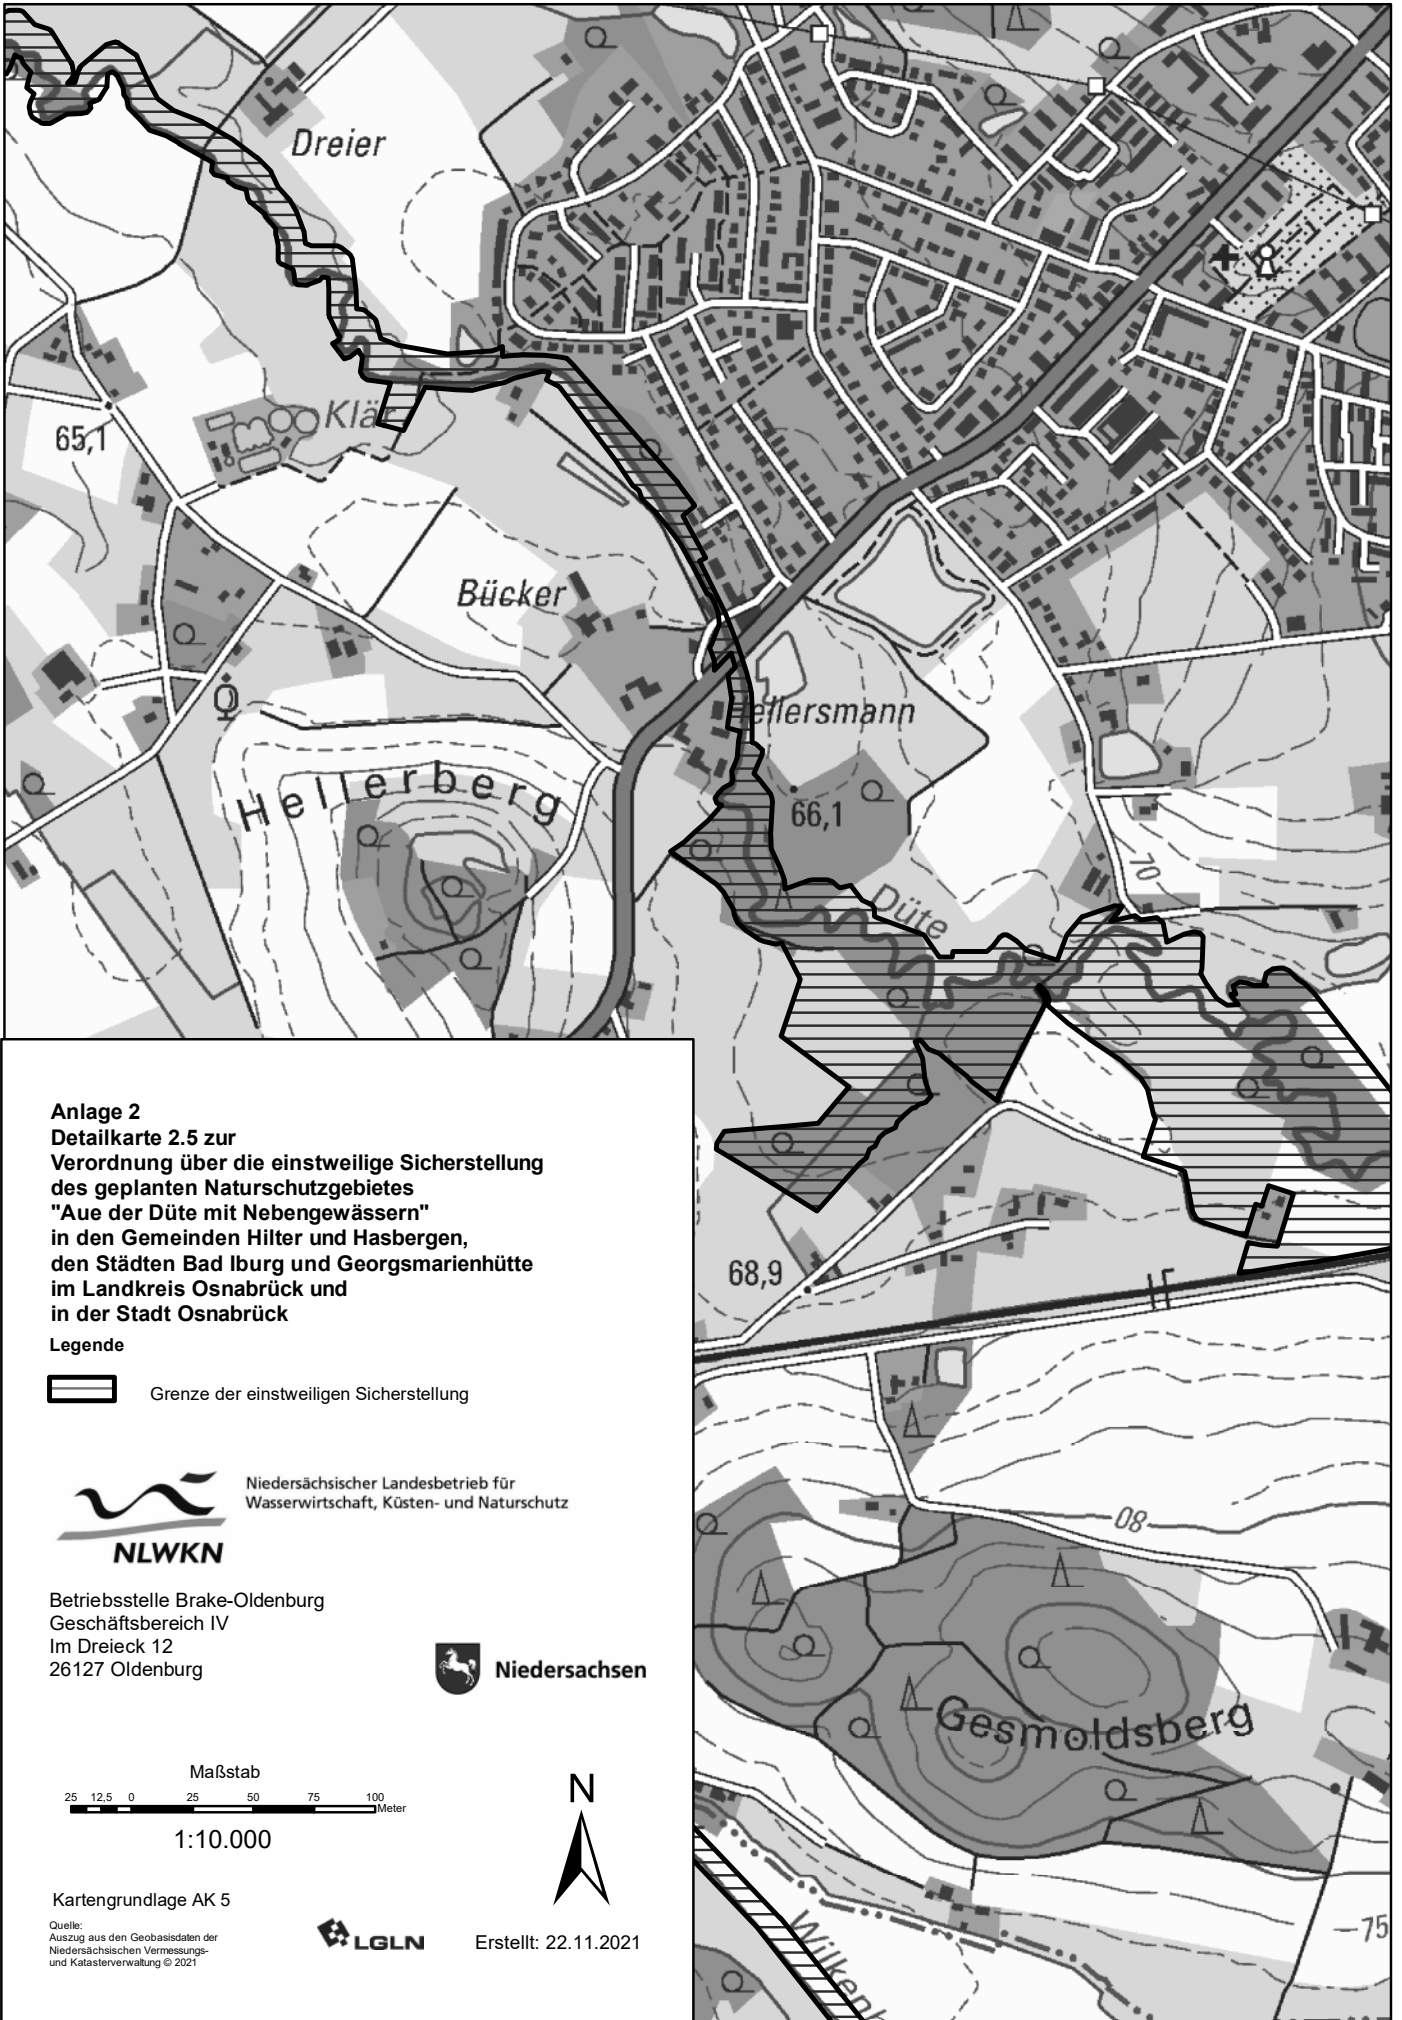 Dreier
Klär
65,1
Bücker
Hellersmann
Hellerberg
66,1
Düte
70
Anlage 2
Detailkarte 2.5 zur
Verordnung über die einstweilige Sicherstellung
des geplanten Naturschutzgebietes
"Aue der Düte mit Nebengewässern"
in den Gemeinden Hilter und Hasbergen,
den Städten Bad Iburg und Georgsmarienhütte
im Landkreis Osnabrück und
in der Stadt Osnabrück
Legende
Grenze der einstweiligen Sicherstellung
68,9
Niedersächsischer Landesbetrieb für
Wasserwirtschaft, Küsten- und Naturschutz
NLWKN
Betriebsstelle Brake-Oldenburg
Geschäftsbereich IV
Im Dreieck 12
26127 Oldenburg
Niedersachsen
80
Gesmoldsberg
Maßstab
25 12,5 0 25 50 75 100
Meter
1:10.000
N
Kartengrundlage AK 5
Quelle:
Auszug aus den Geobasisdaten der
Niedersächsischen Vermessungs-
und Katasterverwaltung © 2021
LGLN
Erstellt: 22.11.2021
75